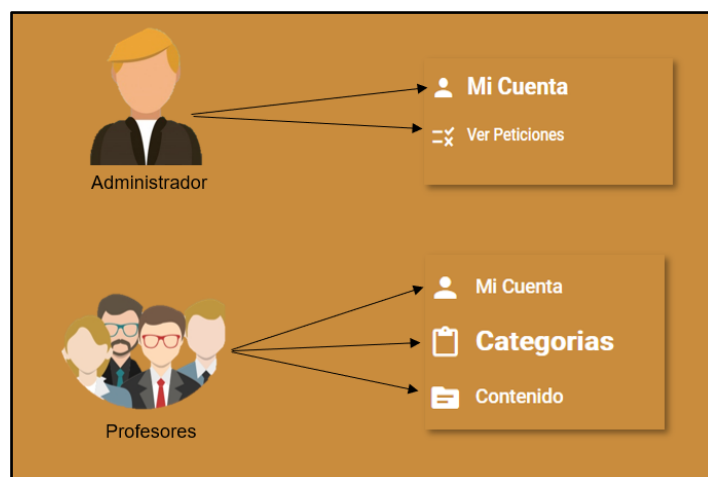 Mi Cuenta
Ver Peticiones
Administrador
Mi Cuenta
Categorias
Contenido
Profesores